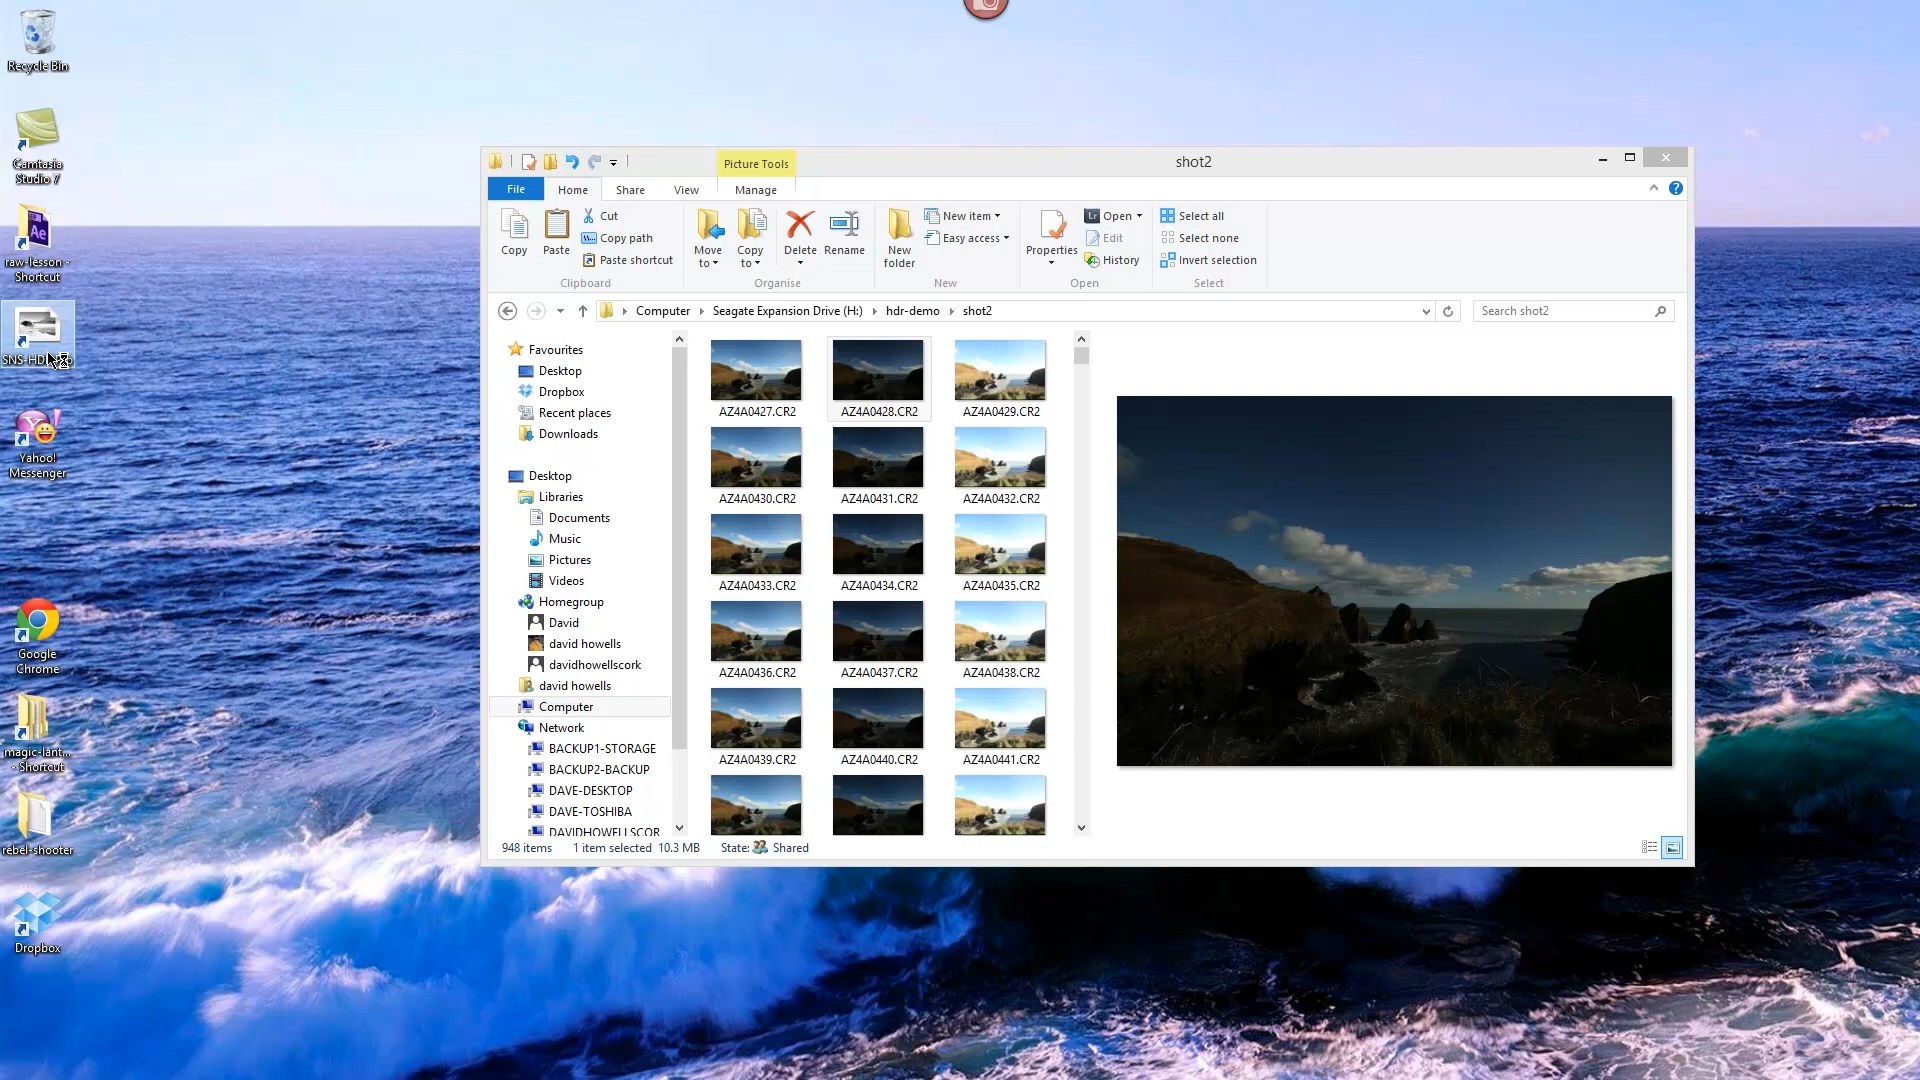 Recycle Bin
Camtasia
Studio 7
raw-lesson -
Shortcut
Yahoo!
Messenger
Google
Chrome
magic-lant...
- Shortcut
rebel-shooter
Dropbox
Picture Tools
shot2
File
Home
Share
View
Manage
Copy
Paste
Cut
Copy path
Paste shortcut
Clipboard
Move
to
Copy
to
Delete
Rename
Organise
New
folder
New item
Easy access
New
Properties
Open
Edit
History
Open
Select all
Select none
Invert selection
Select
Computer
Seagate Expansion Drive (H:)
hdr-demo
shot2
Search shot2
Favourites
Desktop
Dropbox
Recent places
Downloads
Desktop
Libraries
Documents
Music
Pictures
Videos
Homegroup
David
david howells
davidhowellscork
david howells
Computer
Network
BACKUP1-STORAGE
BACKUP2-BACKUP
DAVE-DESKTOP
DAVE-TOSHIBA
DAVIDHOWELLSCOR
AZ4A0427.CR2
AZ4A0428.CR2
AZ4A0429.CR2
AZ4A0430.CR2
AZ4A0431.CR2
AZ4A0432.CR2
AZ4A0433.CR2
AZ4A0434.CR2
AZ4A0435.CR2
AZ4A0436.CR2
AZ4A0437.CR2
AZ4A0438.CR2
AZ4A0439.CR2
AZ4A0440.CR2
AZ4A0441.CR2
948 items
1 item selected 10.3 MB
State: Shared